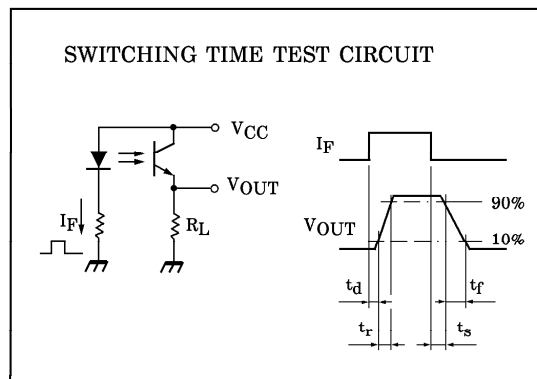 SWITCHING TIME TEST CIRCUIT
VCC
VOUT
IF
RL
IF
VOUT
90%
10%
td
tf
tr
ts